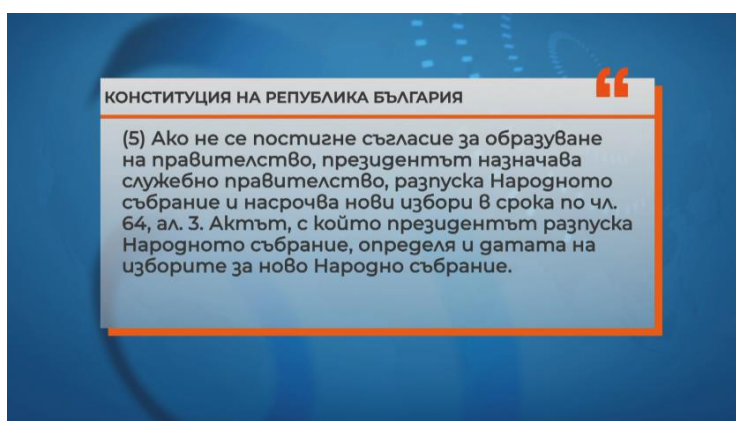 КОНСТИТУЦИЯ НА РЕПУБЛИКА БЪЛГАРИЯ
(5) Ако не се постигне съгласие за образуване
на правителство, президентът назначава
служебно правителство, разпуска Народното
събрание и насрочва нови избори в срока по чл.
64, ал. 3. Актът, с който президентът разпуска
Народното събрание, определя и датата на
изборите за ново Народно събрание.